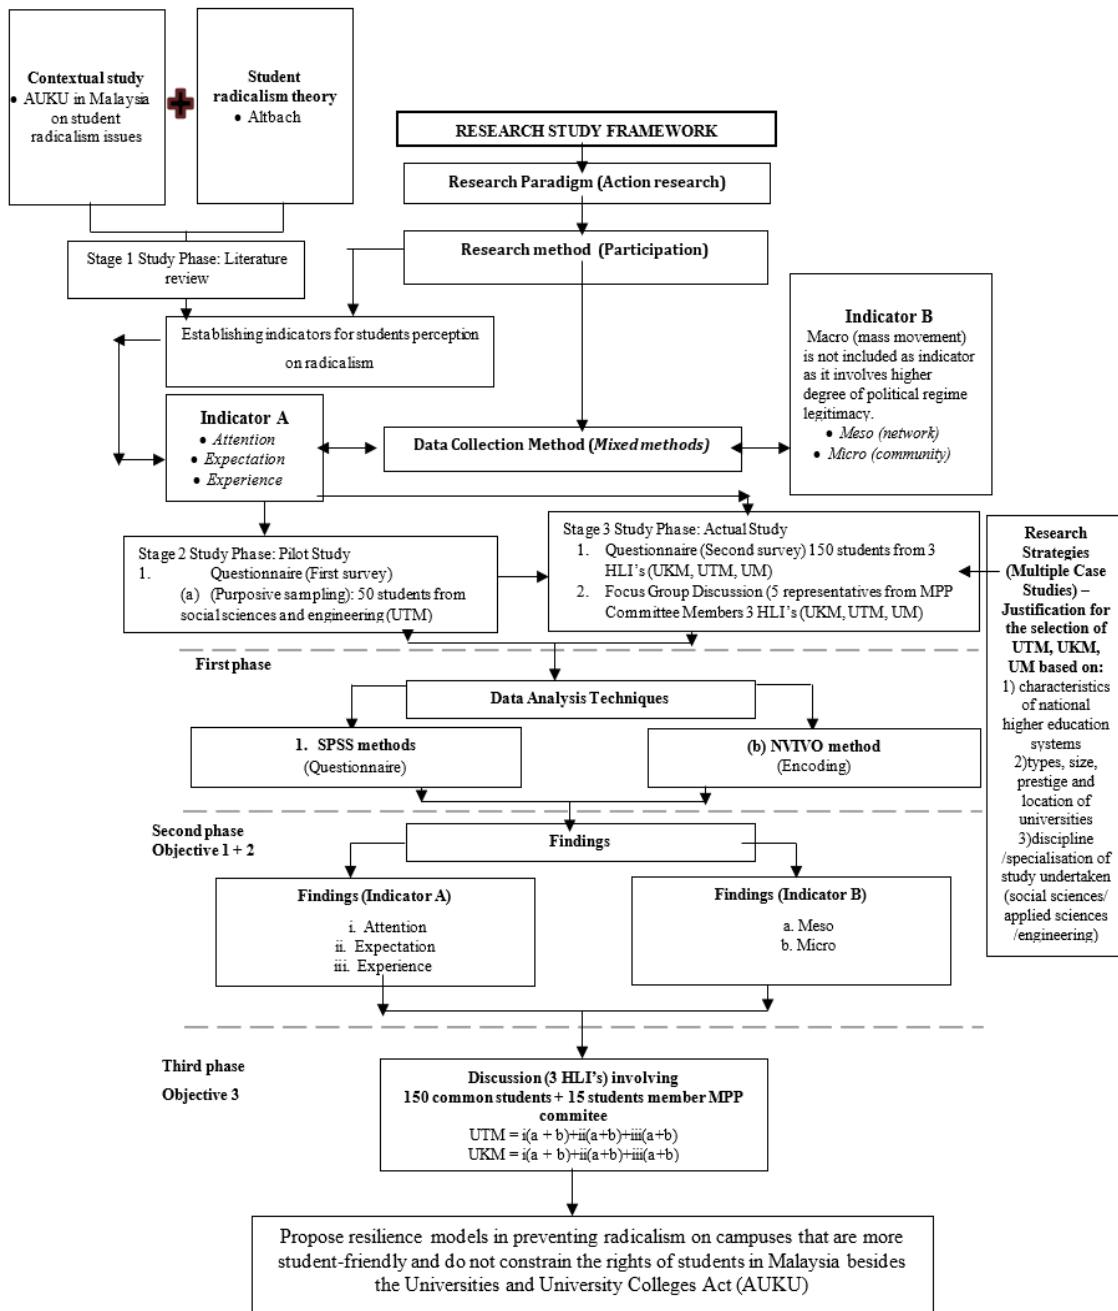 Contextual study
• AUKU in Malaysia
on student
radicalism issues
Student
radicalism theory
• Altbach
RESEARCH STUDY FRAMEWORK
Research Paradigm (Action research)
Research method (Participation)
Stage 1 Study Phase: Literature
review
Establishing indicators for students perception
on radicalism
Indicator A
• Attention
• Expectation
• Experience
Data Collection Method (Mixed methods)
Indicator B
Macro (mass movement)
is not included as indicator
as it involves higher
degree of political regime
legitimacy.
• Meso (network)
• Micro (community)
Stage 2 Study Phase: Pilot Study
1. Questionnaire (First survey)
(a) (Purposive sampling): 50 students from
social sciences and engineering (UTM)
Stage 3 Study Phase: Actual Study
1. Questionnaire (Second survey) 150 students from 3
HLI's (UKM, UTM, UM)
2. Focus Group Discussion (5 representatives from MPP
Committee Members 3 HLI's (UKM, UTM, UM)
Research
Strategies
(Multiple Case
Studies) –
Justification for
the selection of
UTM, UKM,
UM based on:
1) characteristics
of national
higher education
systems
2)types, size,
prestige and
location of
universities
3)discipline
/specialisation of
study undertaken
(social sciences/
applied sciences
/engineering)
First phase
Data Analysis Techniques
1. SPSS methods
(Questionnaire)
(b) NVIVO method
(Encoding)
Second phase
Objective 1 + 2
Findings
Findings (Indicator A)
i. Attention
ii. Expectation
iii. Experience
Findings (Indicator B)
a. Meso
b. Micro
Third phase
Objective 3
Discussion (3 HLI's) involving
150 common students + 15 students member MPP
commitee
UTM = i(a + b)+ii(a+b)+iii(a+b)
UKM = i(a + b)+ii(a+b)+iii(a+b)
Propose resilience models in preventing radicalism on campuses that are more
student-friendly and do not constrain the rights of students in Malaysia besides
the Universities and University Colleges Act (AUKU)